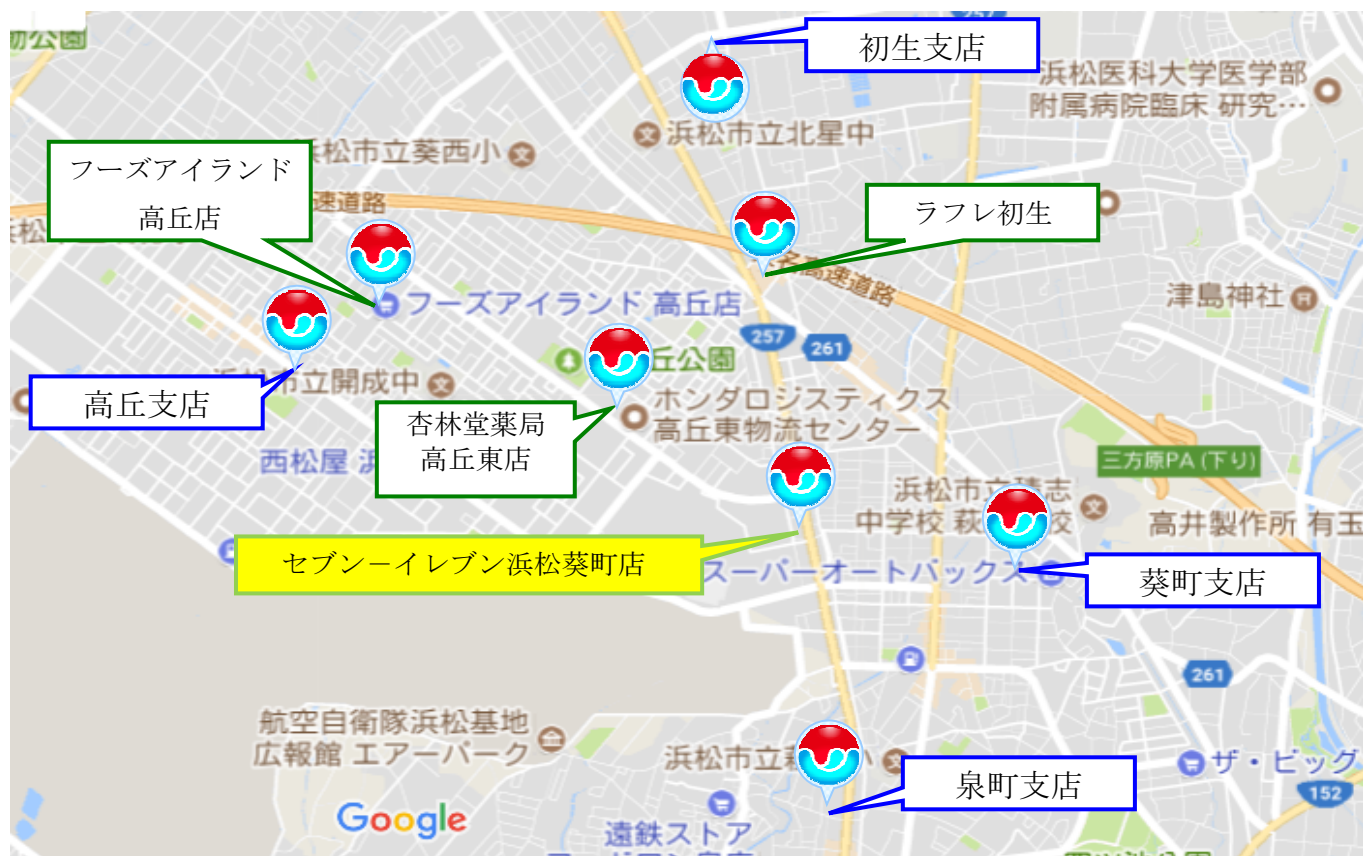 257
初生支店
浜松医科大学医学部
附属病院臨床 研究…
浜松市立北星中
松市立葵西小
フーズアイランド
高丘店
速道路
ラフレ初生
名高速道路
津島神社
フーズアイランド 高丘店
257
261
丘公園
浜松市立開成中
高丘支店
ホンダロジスティクス
高丘東物流センター
杏林堂薬局
高丘東店
西松屋
三方原PA (下り)
浜松市立
志
中学校
校
高井製作所 有玉
セブン－イレブン浜松葵町店
スーパーオートバックス
葵町支店
261
航空自衛隊浜松基地
広報館 エアーパーク
浜松市立
泉町支店
ザ・ビッグ
152
Google
遠鉄ストア